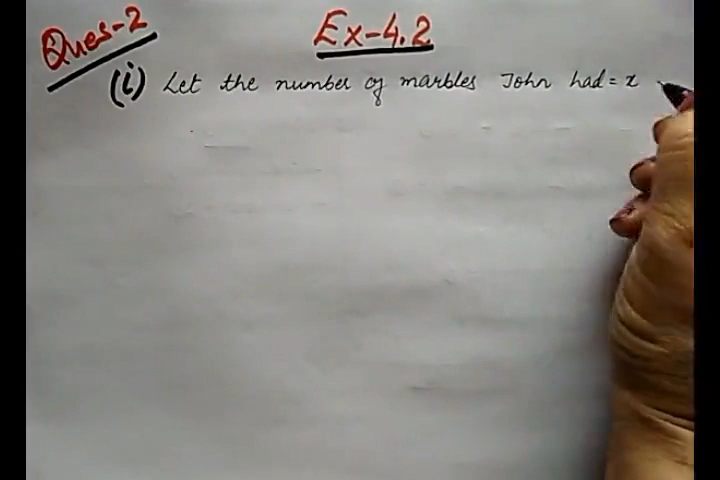 Ques-2
Ex-4.2
(i) Let the number of marbles John had = x